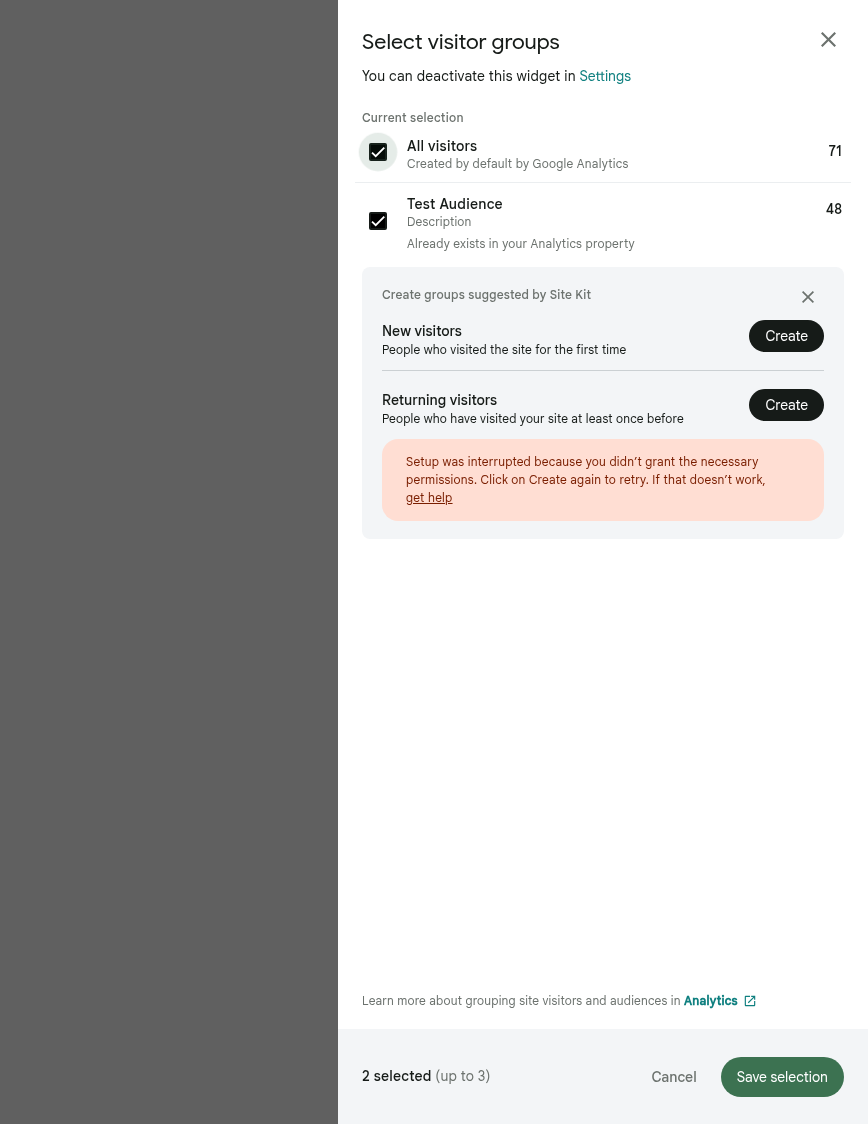 Select visitor groups
You can deactivate this widget in Settings
Current selection
All visitors
71
Created by default by Google Analytics
Test Audience
48
Description
Already exists in your Analytics property
Create groups suggested by Site Kit
New visitors
Create
People who visited the site for the first time
Returning visitors
Create
People who have visited your site at least once before
Setup was interrupted because you didn’t grant the necessary
permissions. Click on Create again to retry. If that doesn’t work,
get help
Learn more about grouping site visitors and audiences in Analytics
2 selected (up to 3)
Cancel
Save selection